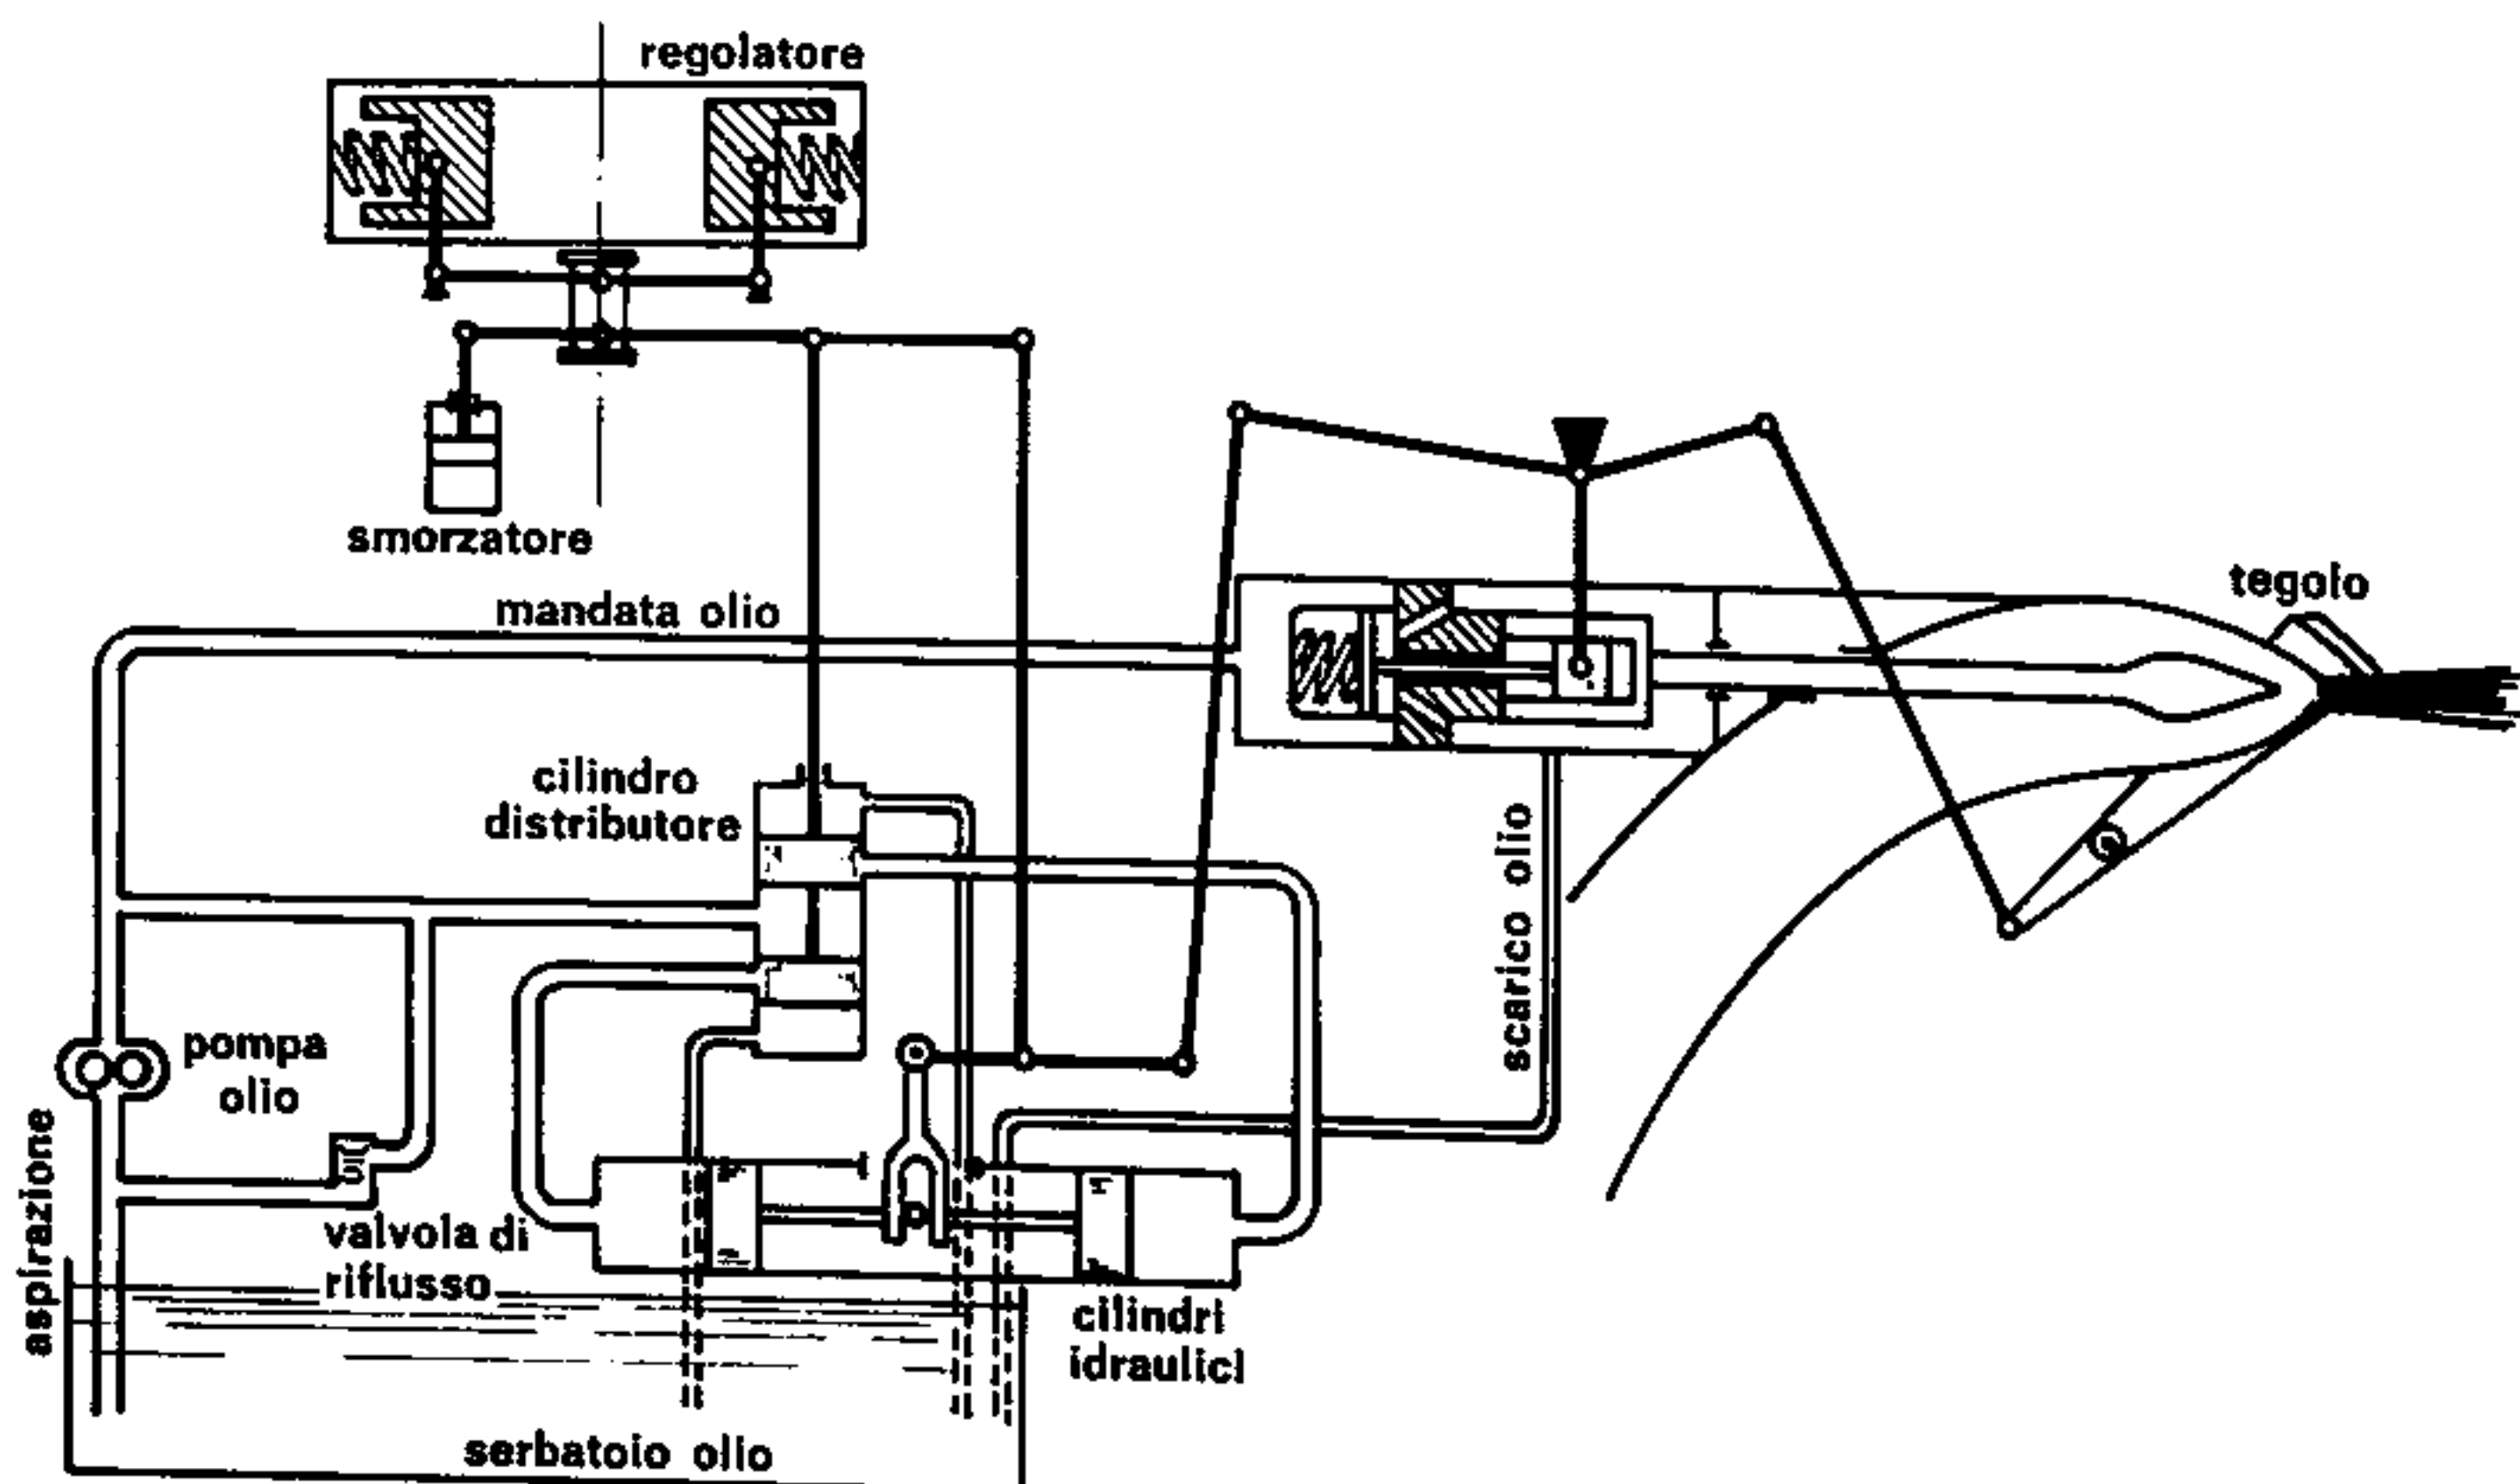 regolatore
smorzatore
mandata olio
tegolo
cilindro
distributore
scarico olio
pompa
olio
aspirazione
valvola di
riflusso
cilindri
idraulici
serbatoio olio